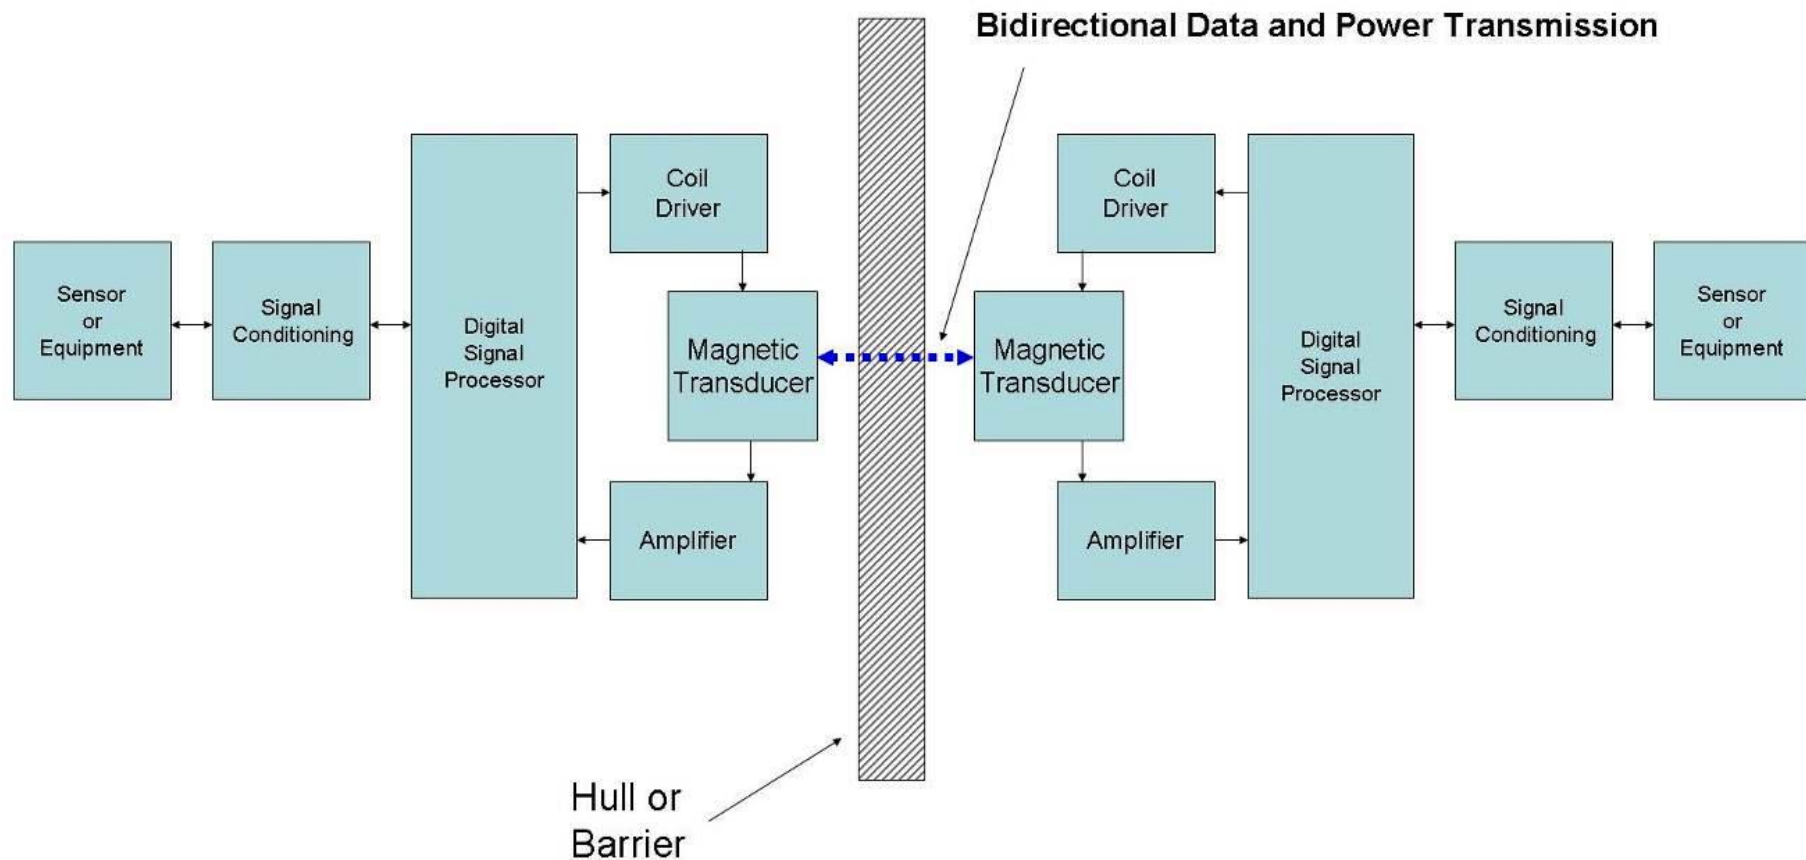 Bidirectional Data and Power Transmission
Sensor
or
Equipment
Signal
Conditioning
Digital
Signal
Processor
Coil
Driver
Magnetic
Transducer
Amplifier
Coil
Driver
Magnetic
Transducer
Amplifier
Digital
Signal
Processor
Signal
Conditioning
Sensor
or
Equipment
Hull or
Barrier